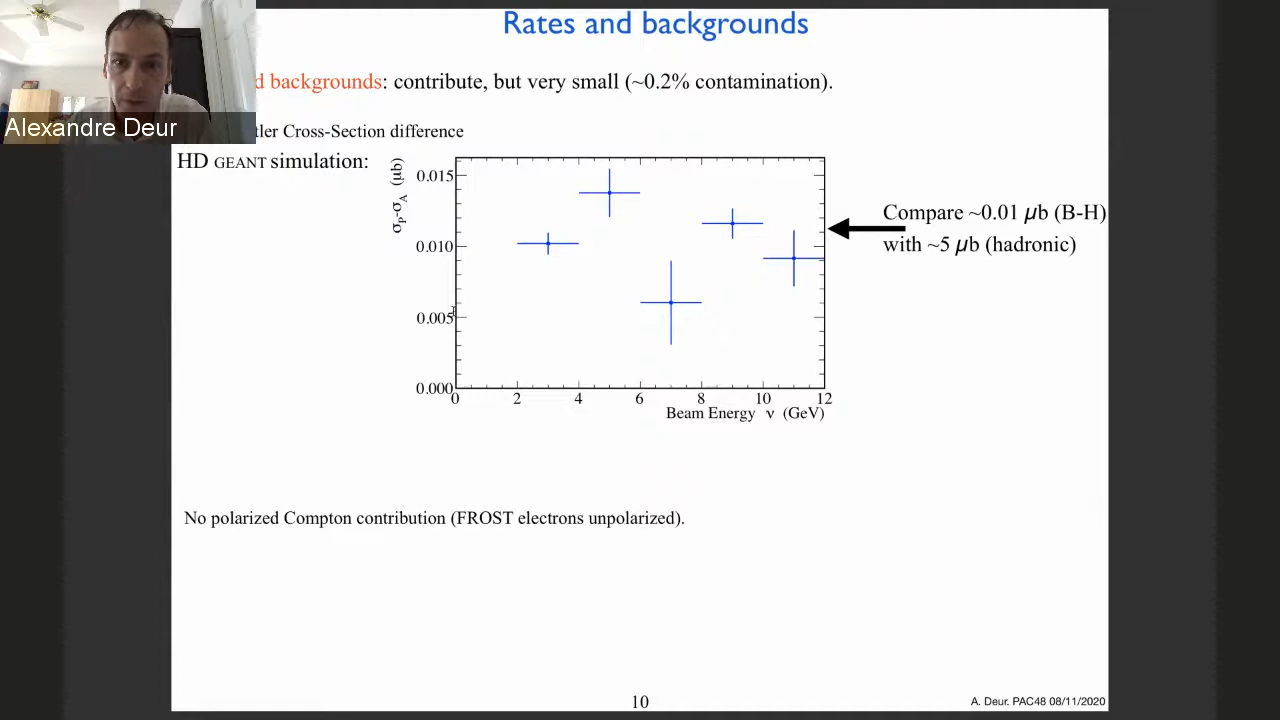 Rates and backgrounds
backgrounds: contribute, but very small (~0.2% contamination).
Alexandre Deur
Cross-Section difference
HD GEANT simulation:
σP-σA (μb)
0.015
0.010
0.005
0.000
0 2 4 6 8 10 12
Beam Energy ν (GeV)
Compare ~0.01 μb (B-H)
with ~5 μb (hadronic)
No polarized Compton contribution (FROST electrons unpolarized).
10
A. Deur. PAC48 08/11/2020